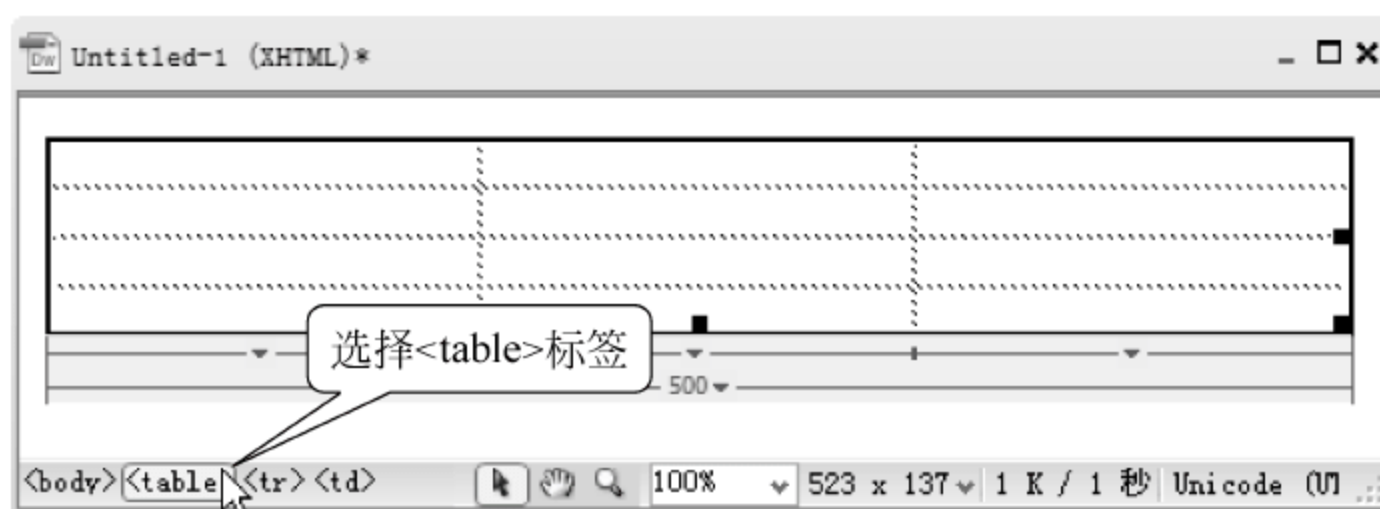 Dw Untitled-1 (XHTML)*
选择<table>标签
500
<body> <table <tr> <td> 100% 523 x 137 1 K / 1 秒 Unicode (U